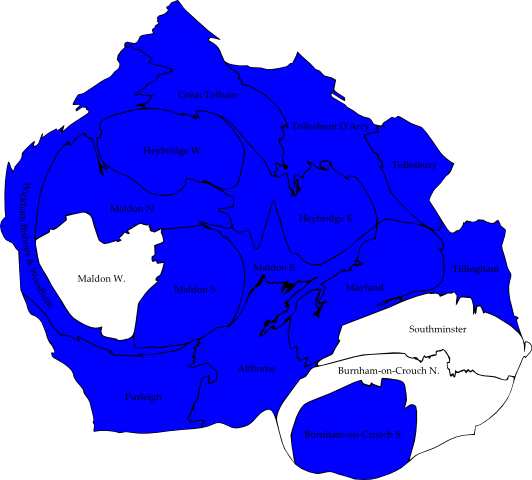 Great Totham
Tolleshunt D'Arcy
Heybridge W.
Tollesbury
Wickham Bishops & Woodham
Maldon N.
Heybridge E.
Maldon W.
Maldon E.
Tillingham
Maldon S.
Mayland
Southminster
Althorne
Burnham-on-Crouch N.
Purleigh
Burnham-on-Crouch S.